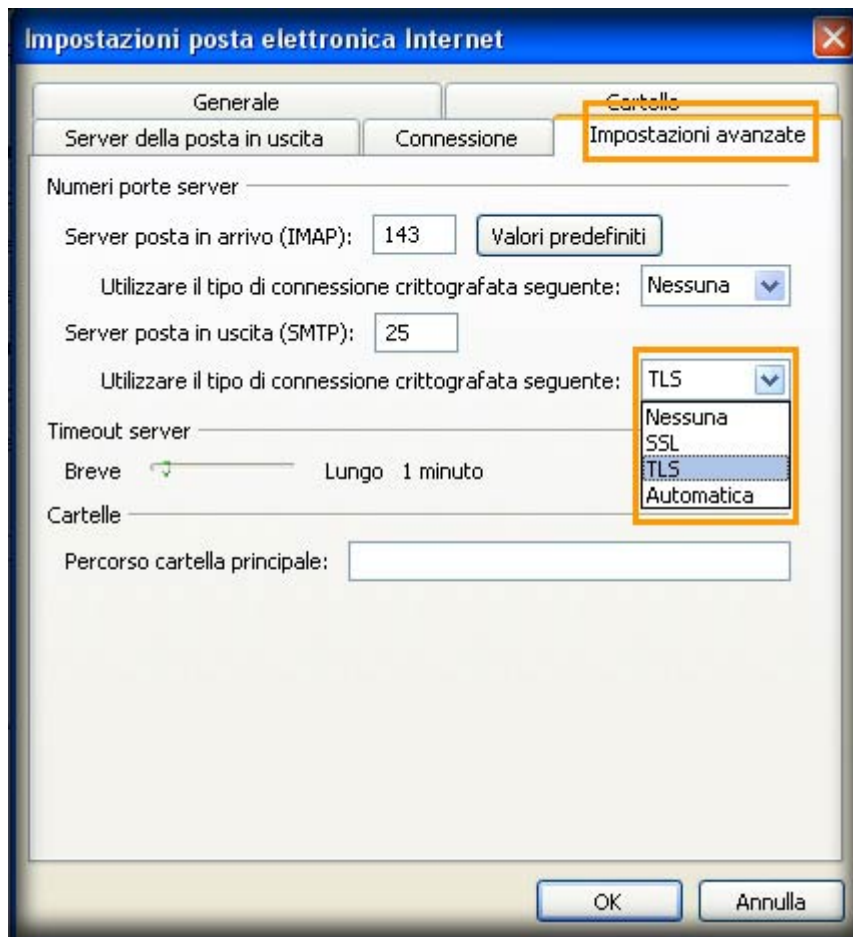 Impostazioni posta elettronica Internet
Generale Cartelle
Server della posta in uscita Connessione Impostazioni avanzate
Numeri porte server
Server posta in arrivo (IMAP): 143 Valori predefiniti
Utilizzare il tipo di connessione crittografata seguente: Nessuna
Server posta in uscita (SMTP): 25
Utilizzare il tipo di connessione crittografata seguente: TLS
Nessuna
SSL
TLS
Automatica
Timeout server
Breve Lungo 1 minuto
Cartelle
Percorso cartella principale:
OK Annulla